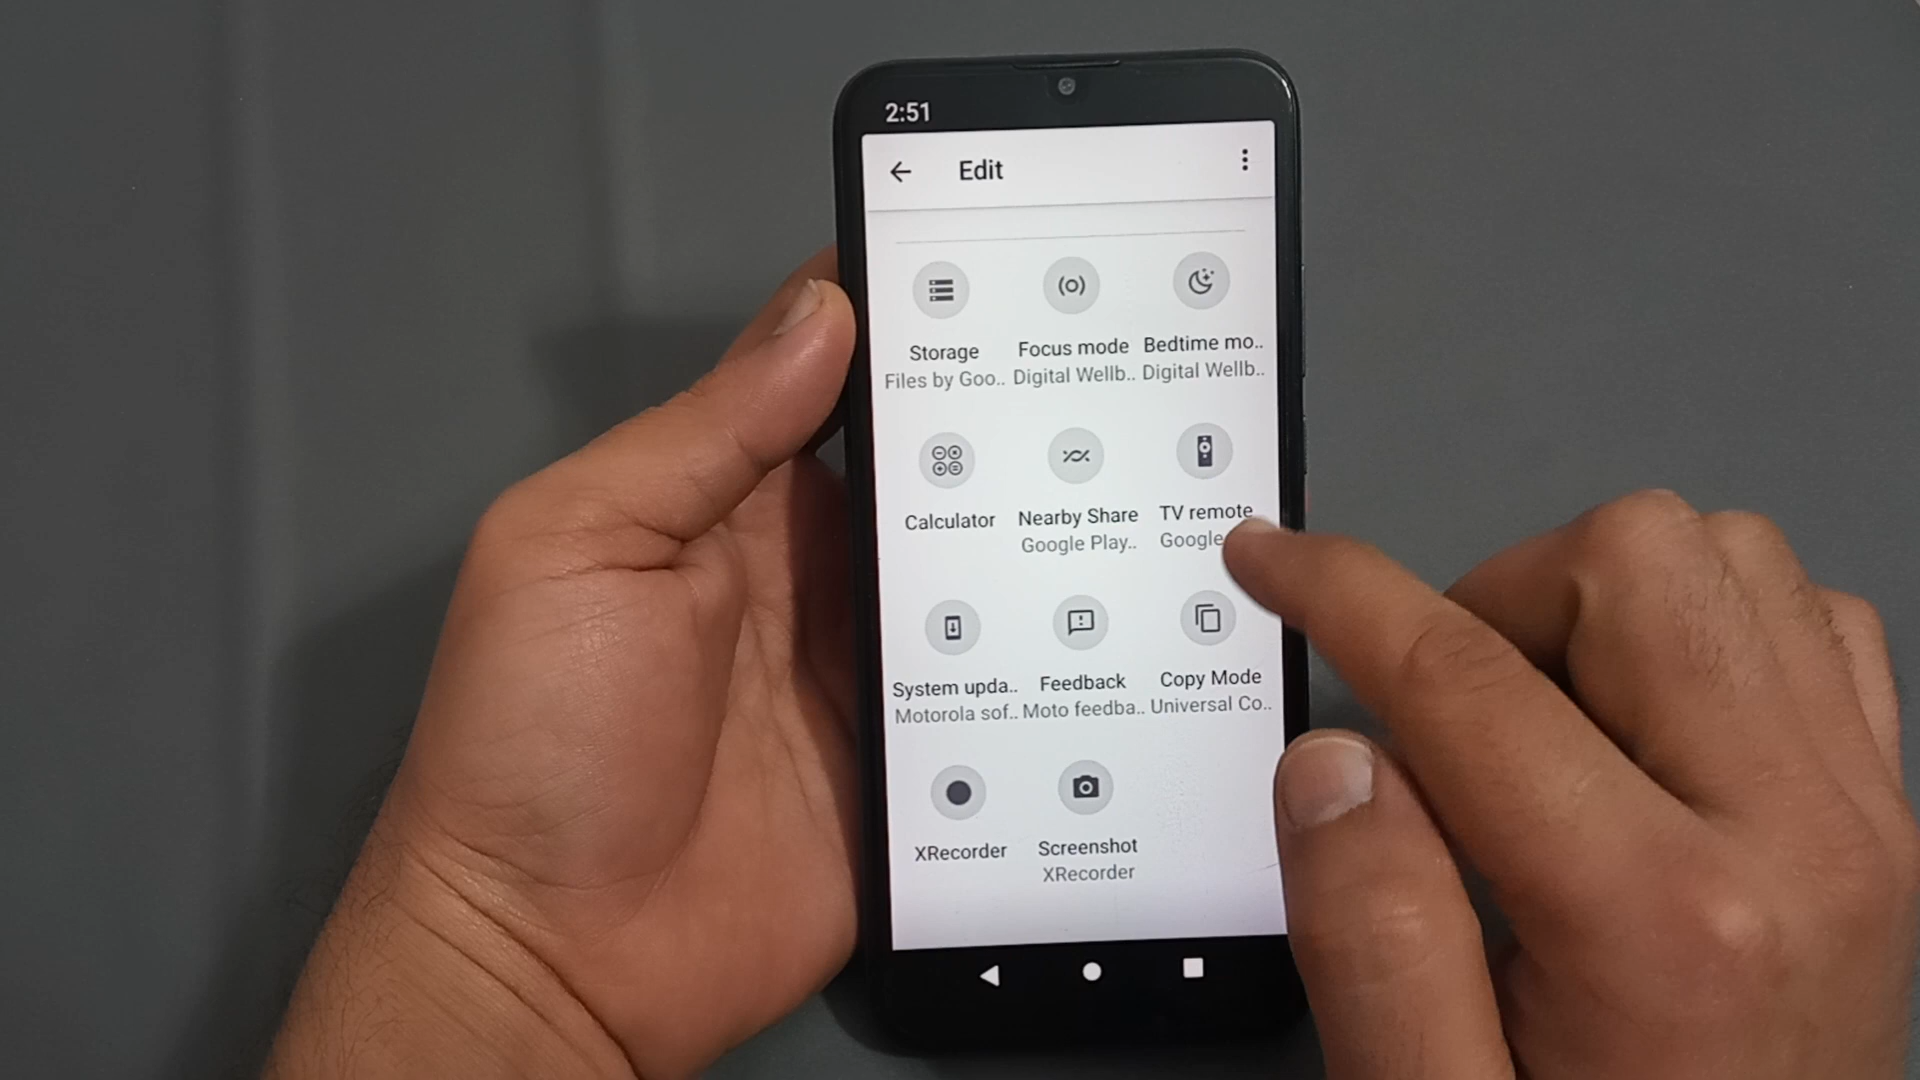 2:51
Edit
Storage
Files by Goo..
Focus mode
Digital Wellb..
Bedtime mo..
Digital Wellb..
Calculator
Nearby Share
Google Play..
TV remote
Google
System upda..
Motorola sof..
Feedback
Moto feedba..
Copy Mode
Universal Co..
XRecorder
Screenshot
XRecorder